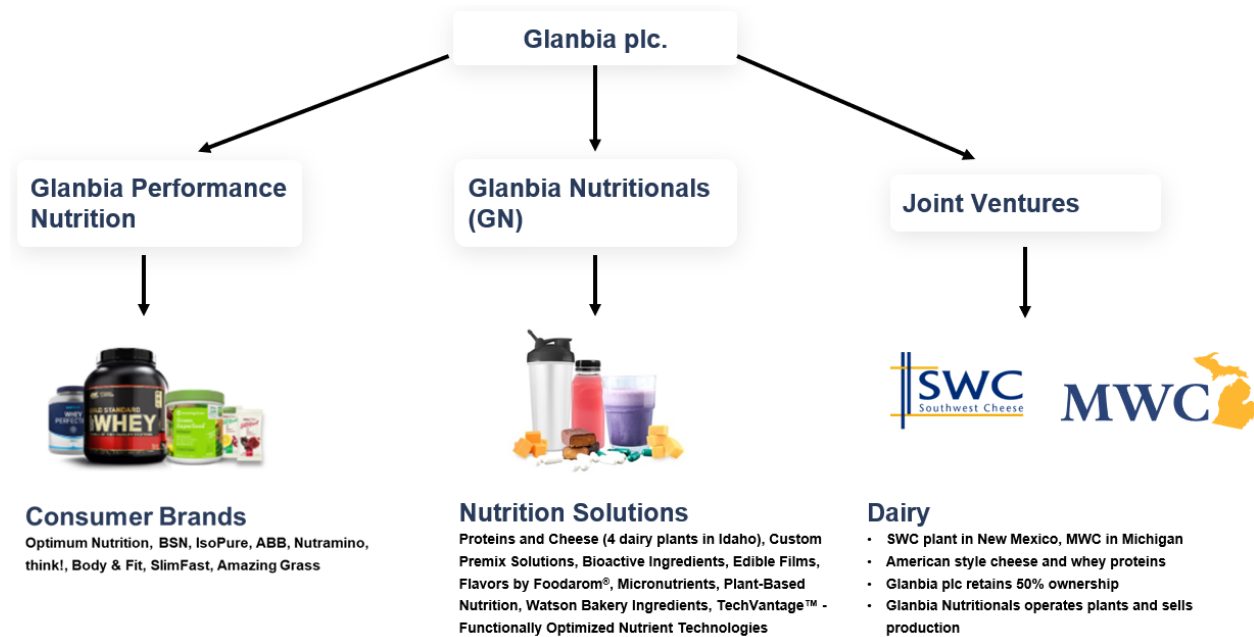 Glanbia plc.
Glanbia Performance
Nutrition
Glanbia Nutritionals
(GN)
Joint Ventures
GOLD STANDARD
WHEY
SWC
Southwest Cheese
MWC
Consumer Brands
Optimum Nutrition, BSN, IsoPure, ABB, Nutramino,
think!, Body & Fit, SlimFast, Amazing Grass
Nutrition Solutions
Proteins and Cheese (4 dairy plants in Idaho), Custom
Premix Solutions, Bioactive Ingredients, Edible Films,
Flavors by Foodarom®, Micronutrients, Plant-Based
Nutrition, Watson Bakery Ingredients, TechVantage™ -
Functionally Optimized Nutrient Technologies
Dairy
• SWC plant in New Mexico, MWC in Michigan
• American style cheese and whey proteins
• Glanbia plc retains 50% ownership
• Glanbia Nutritionals operates plants and sells
production